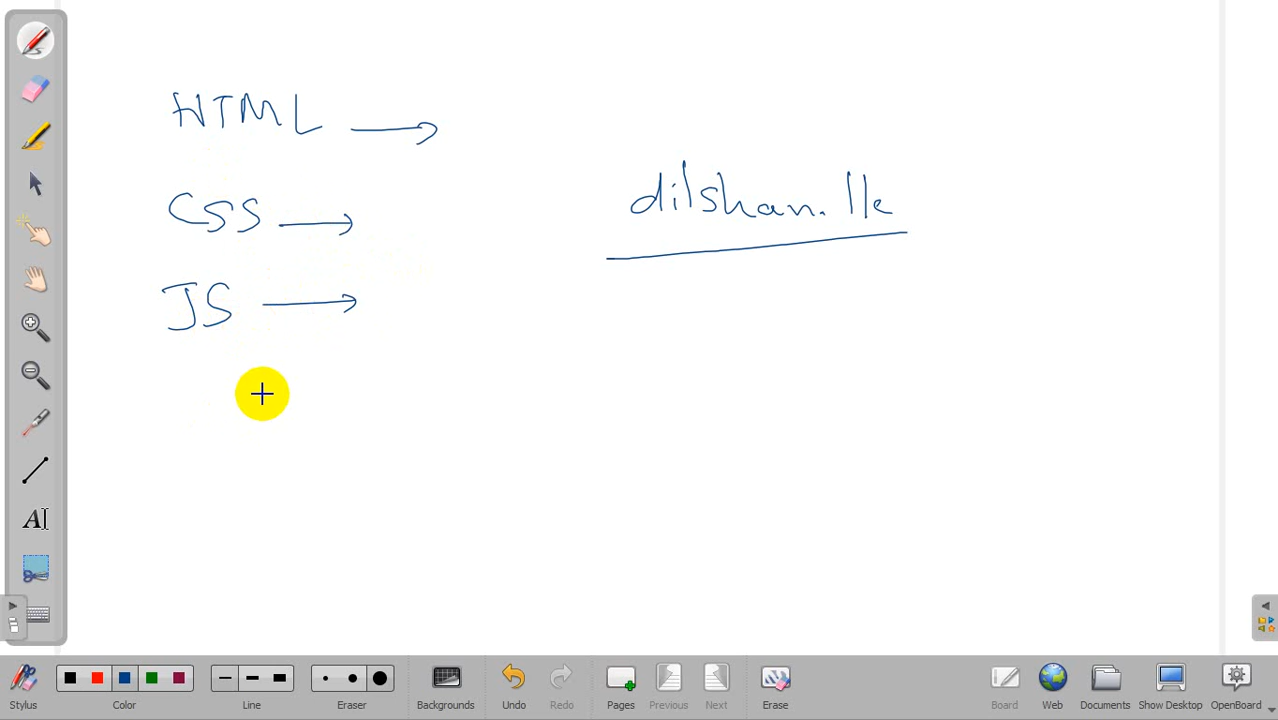 HTML →
CSS →
JS →
dilshan.lk
Stylus
Color
Line
Eraser
Backgrounds
Undo
Redo
Pages
Previous
Next
Erase
Board
Web
Documents
Show Desktop
OpenBoard